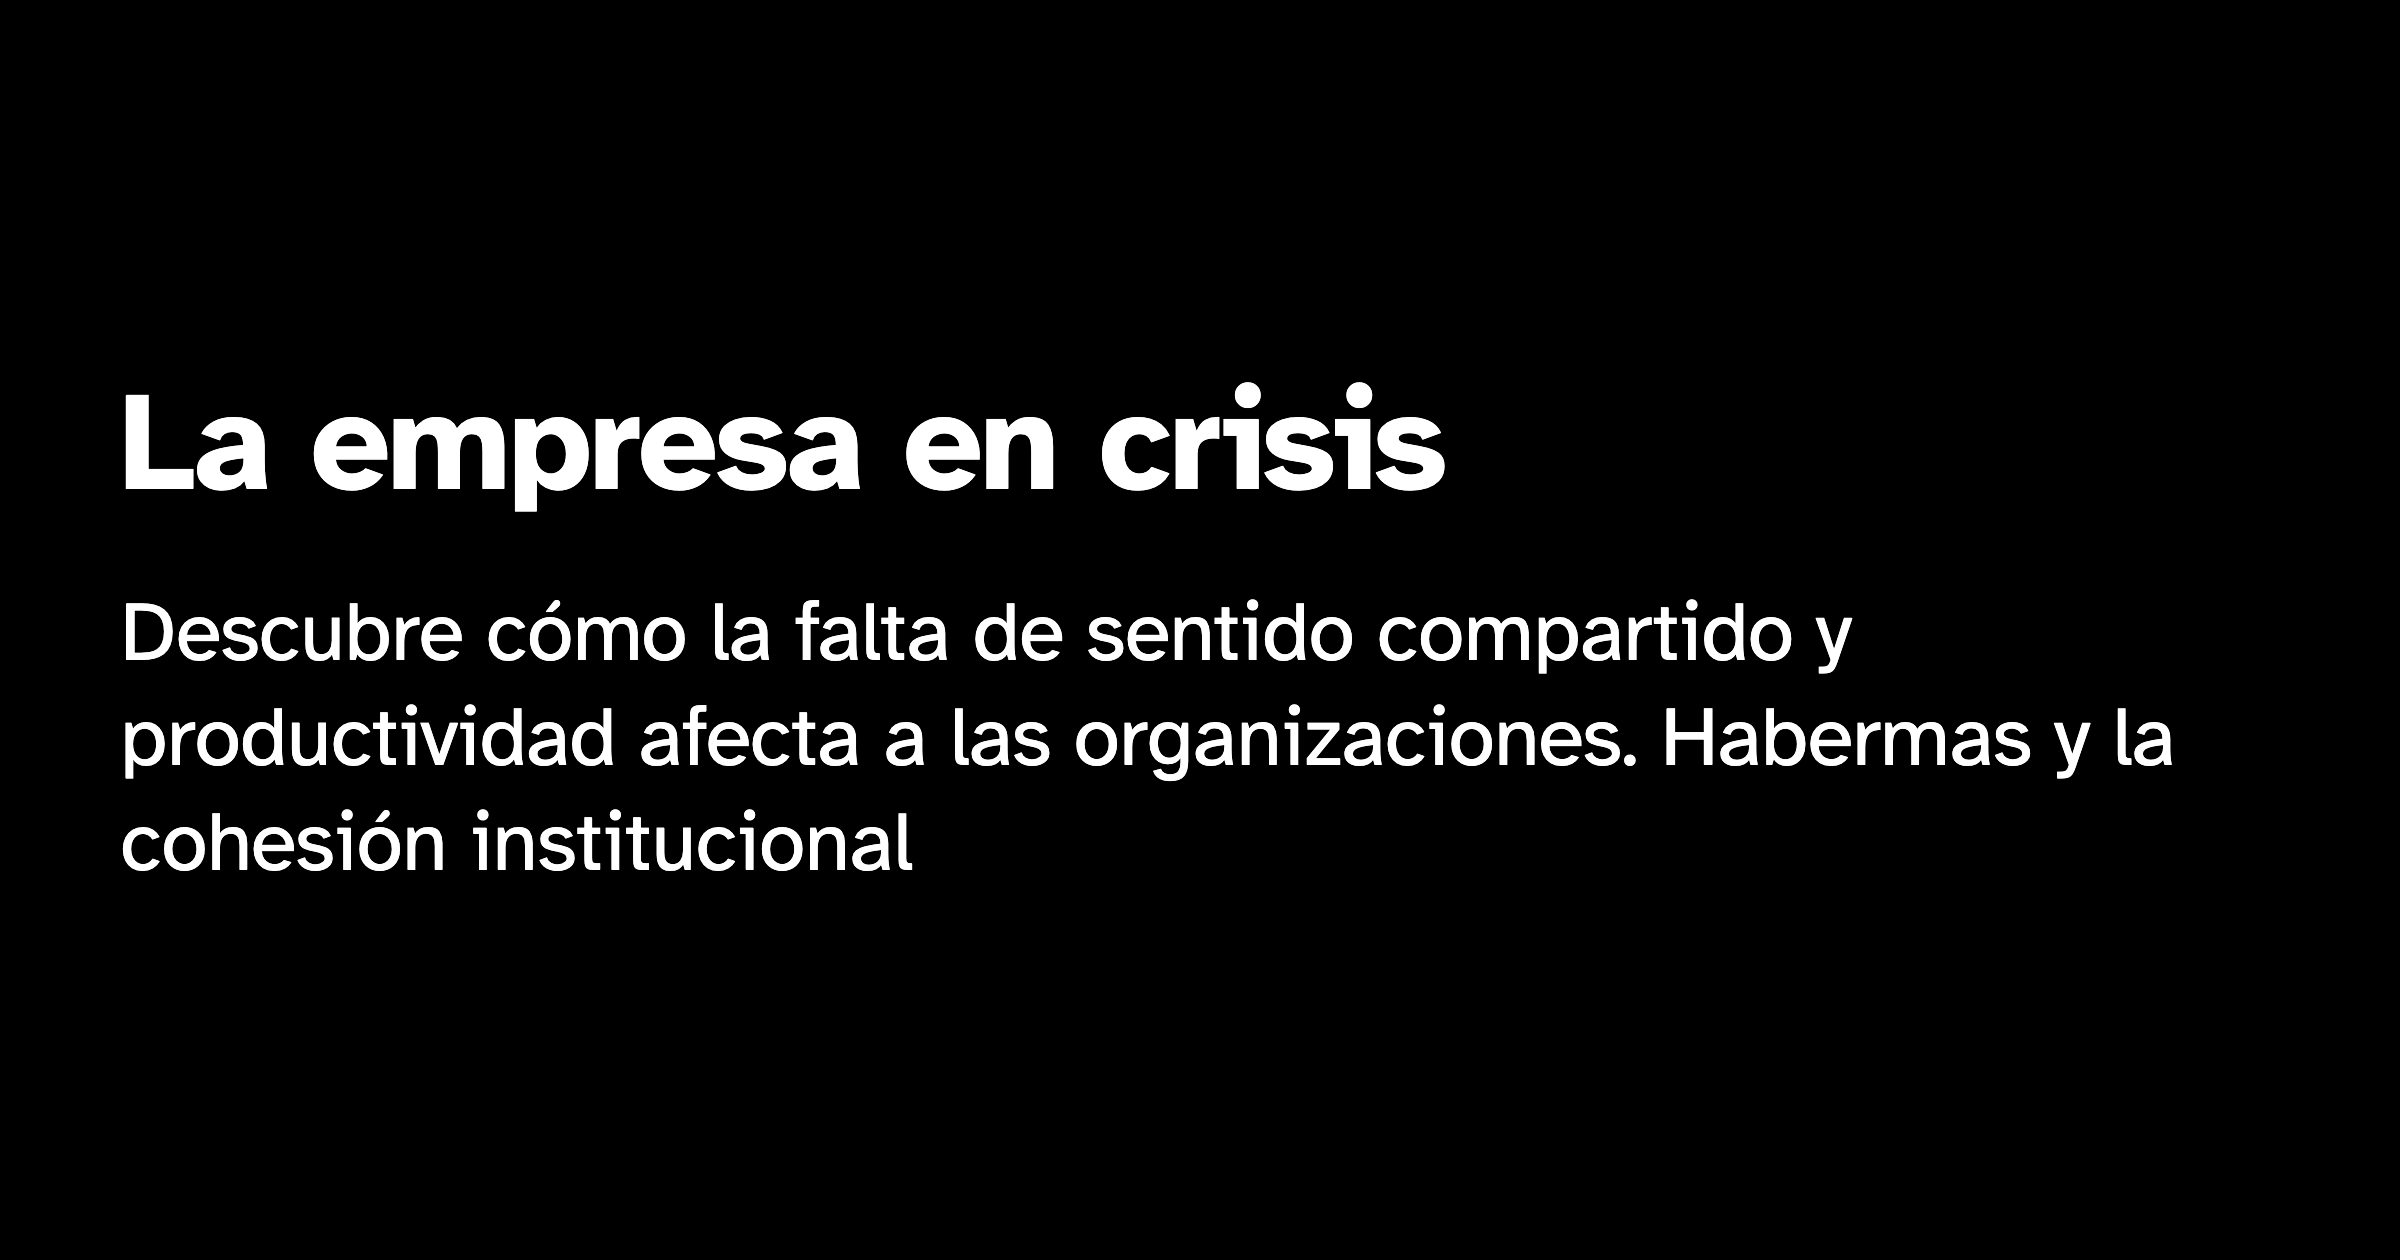 La empresa en crisis
Descubre cómo la falta de sentido compartido y
productividad afecta a las organizaciones. Habermas y la
cohesión institucional